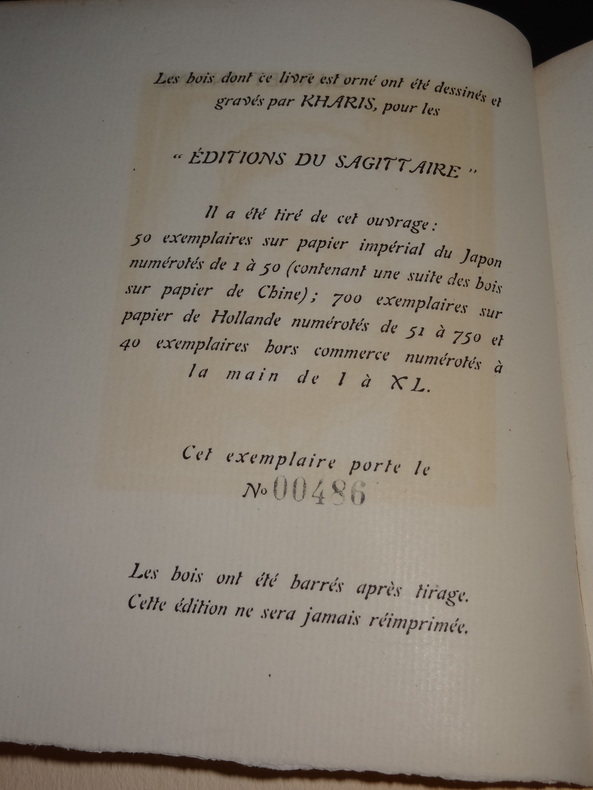 Les bois dont ce livre est orné ont été dessinés et
gravés par KHARIS, pour les
“ ÉDITIONS DU SAGITTAIRE ”
Il a été tiré de cet ouvrage :
50 exemplaires sur papier impérial du Japon
numérotés de 1 à 50 (contenant une suite des bois
sur papier de Chine) ; 700 exemplaires sur
papier de Hollande numérotés de 51 à 750 et
40 exemplaires hors commerce numérotés à
la main de I à XL.
Cet exemplaire porte le
No 00486
Les bois ont été barrés après tirage.
Cette édition ne sera jamais réimprimée.